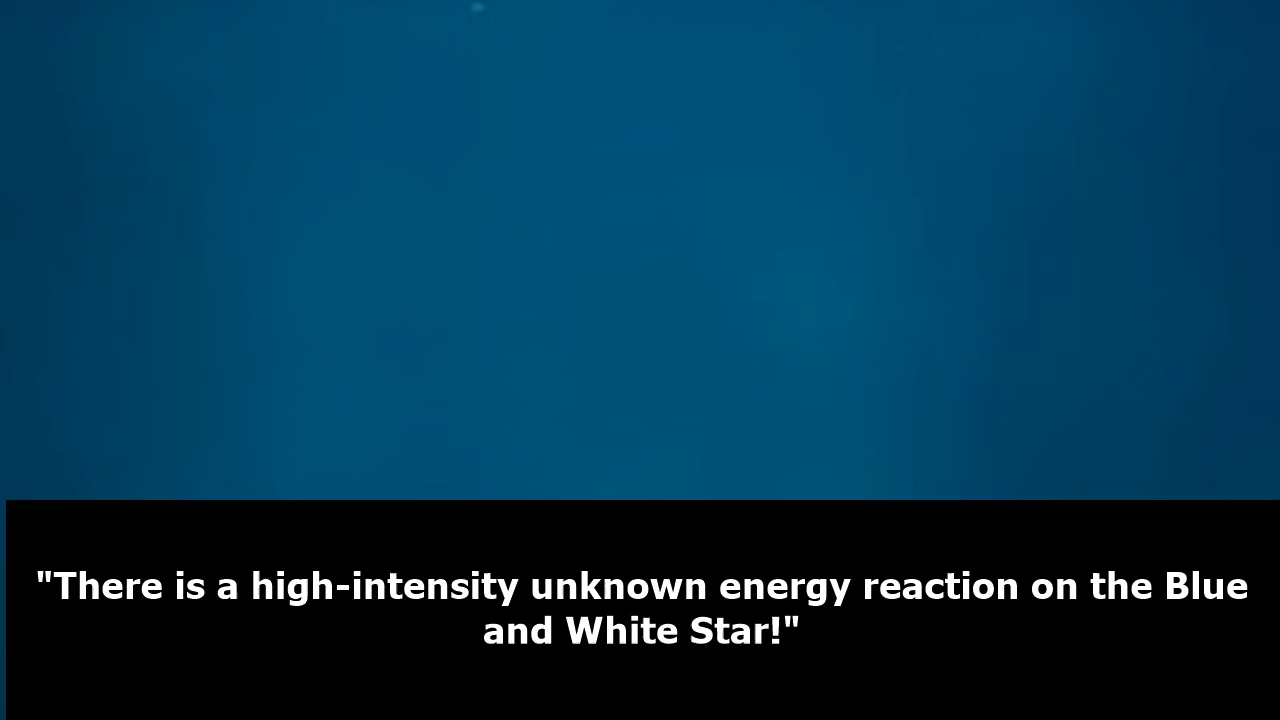 "There is a high-intensity unknown energy reaction on the Blue
and White Star!"